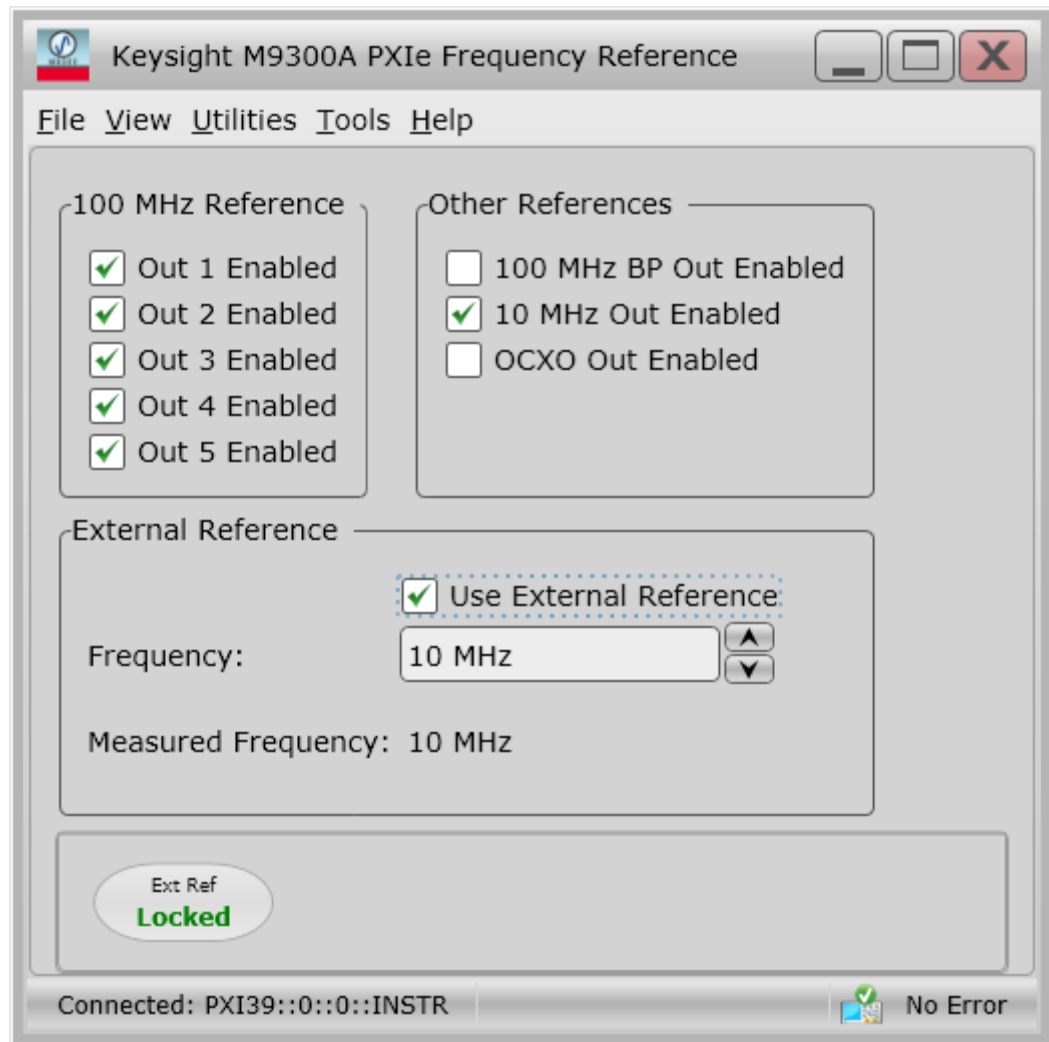 Keysight M9300A PXIe Frequency Reference
File View Utilities Tools Help
100 MHz Reference
Out 1 Enabled
Out 2 Enabled
Out 3 Enabled
Out 4 Enabled
Out 5 Enabled
Other References
100 MHz BP Out Enabled
10 MHz Out Enabled
OCXO Out Enabled
External Reference
Use External Reference
Frequency: 10 MHz
Measured Frequency: 10 MHz
Ext Ref
Locked
Connected: PXI39::0::0::INSTR
No Error